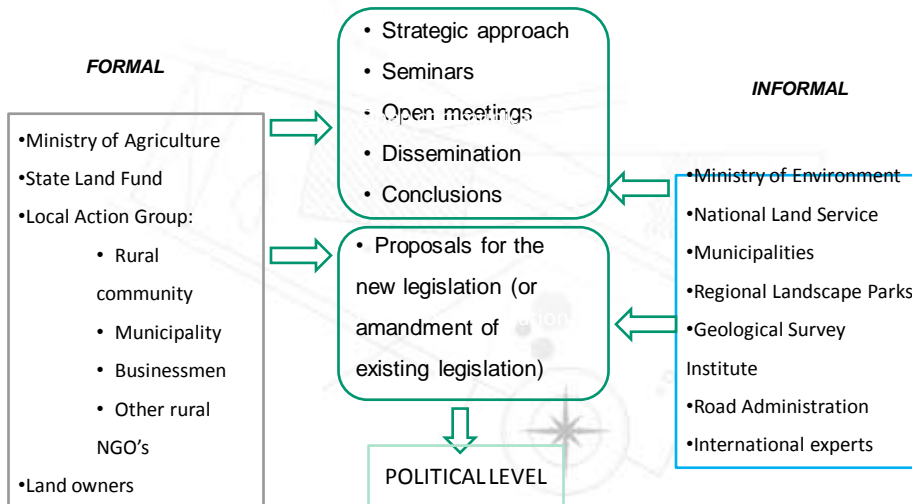 FORMAL
•Ministry of Agriculture
•State Land Fund
•Local Action Group:
• Rural
community
• Municipality
• Businessmen
• Other rural
NGO's
•Land owners
• Strategic approach
• Seminars
• Open meetings
• Dissemination
• Conclusions
• Proposals for the
new legislation (or
amandment of
existing legislation)
POLITICAL LEVEL
INFORMAL
•Ministry of Environment
•National Land Service
•Municipalities
•Regional Landscape Parks
•Geological Survey
Institute
•Road Administration
•International experts